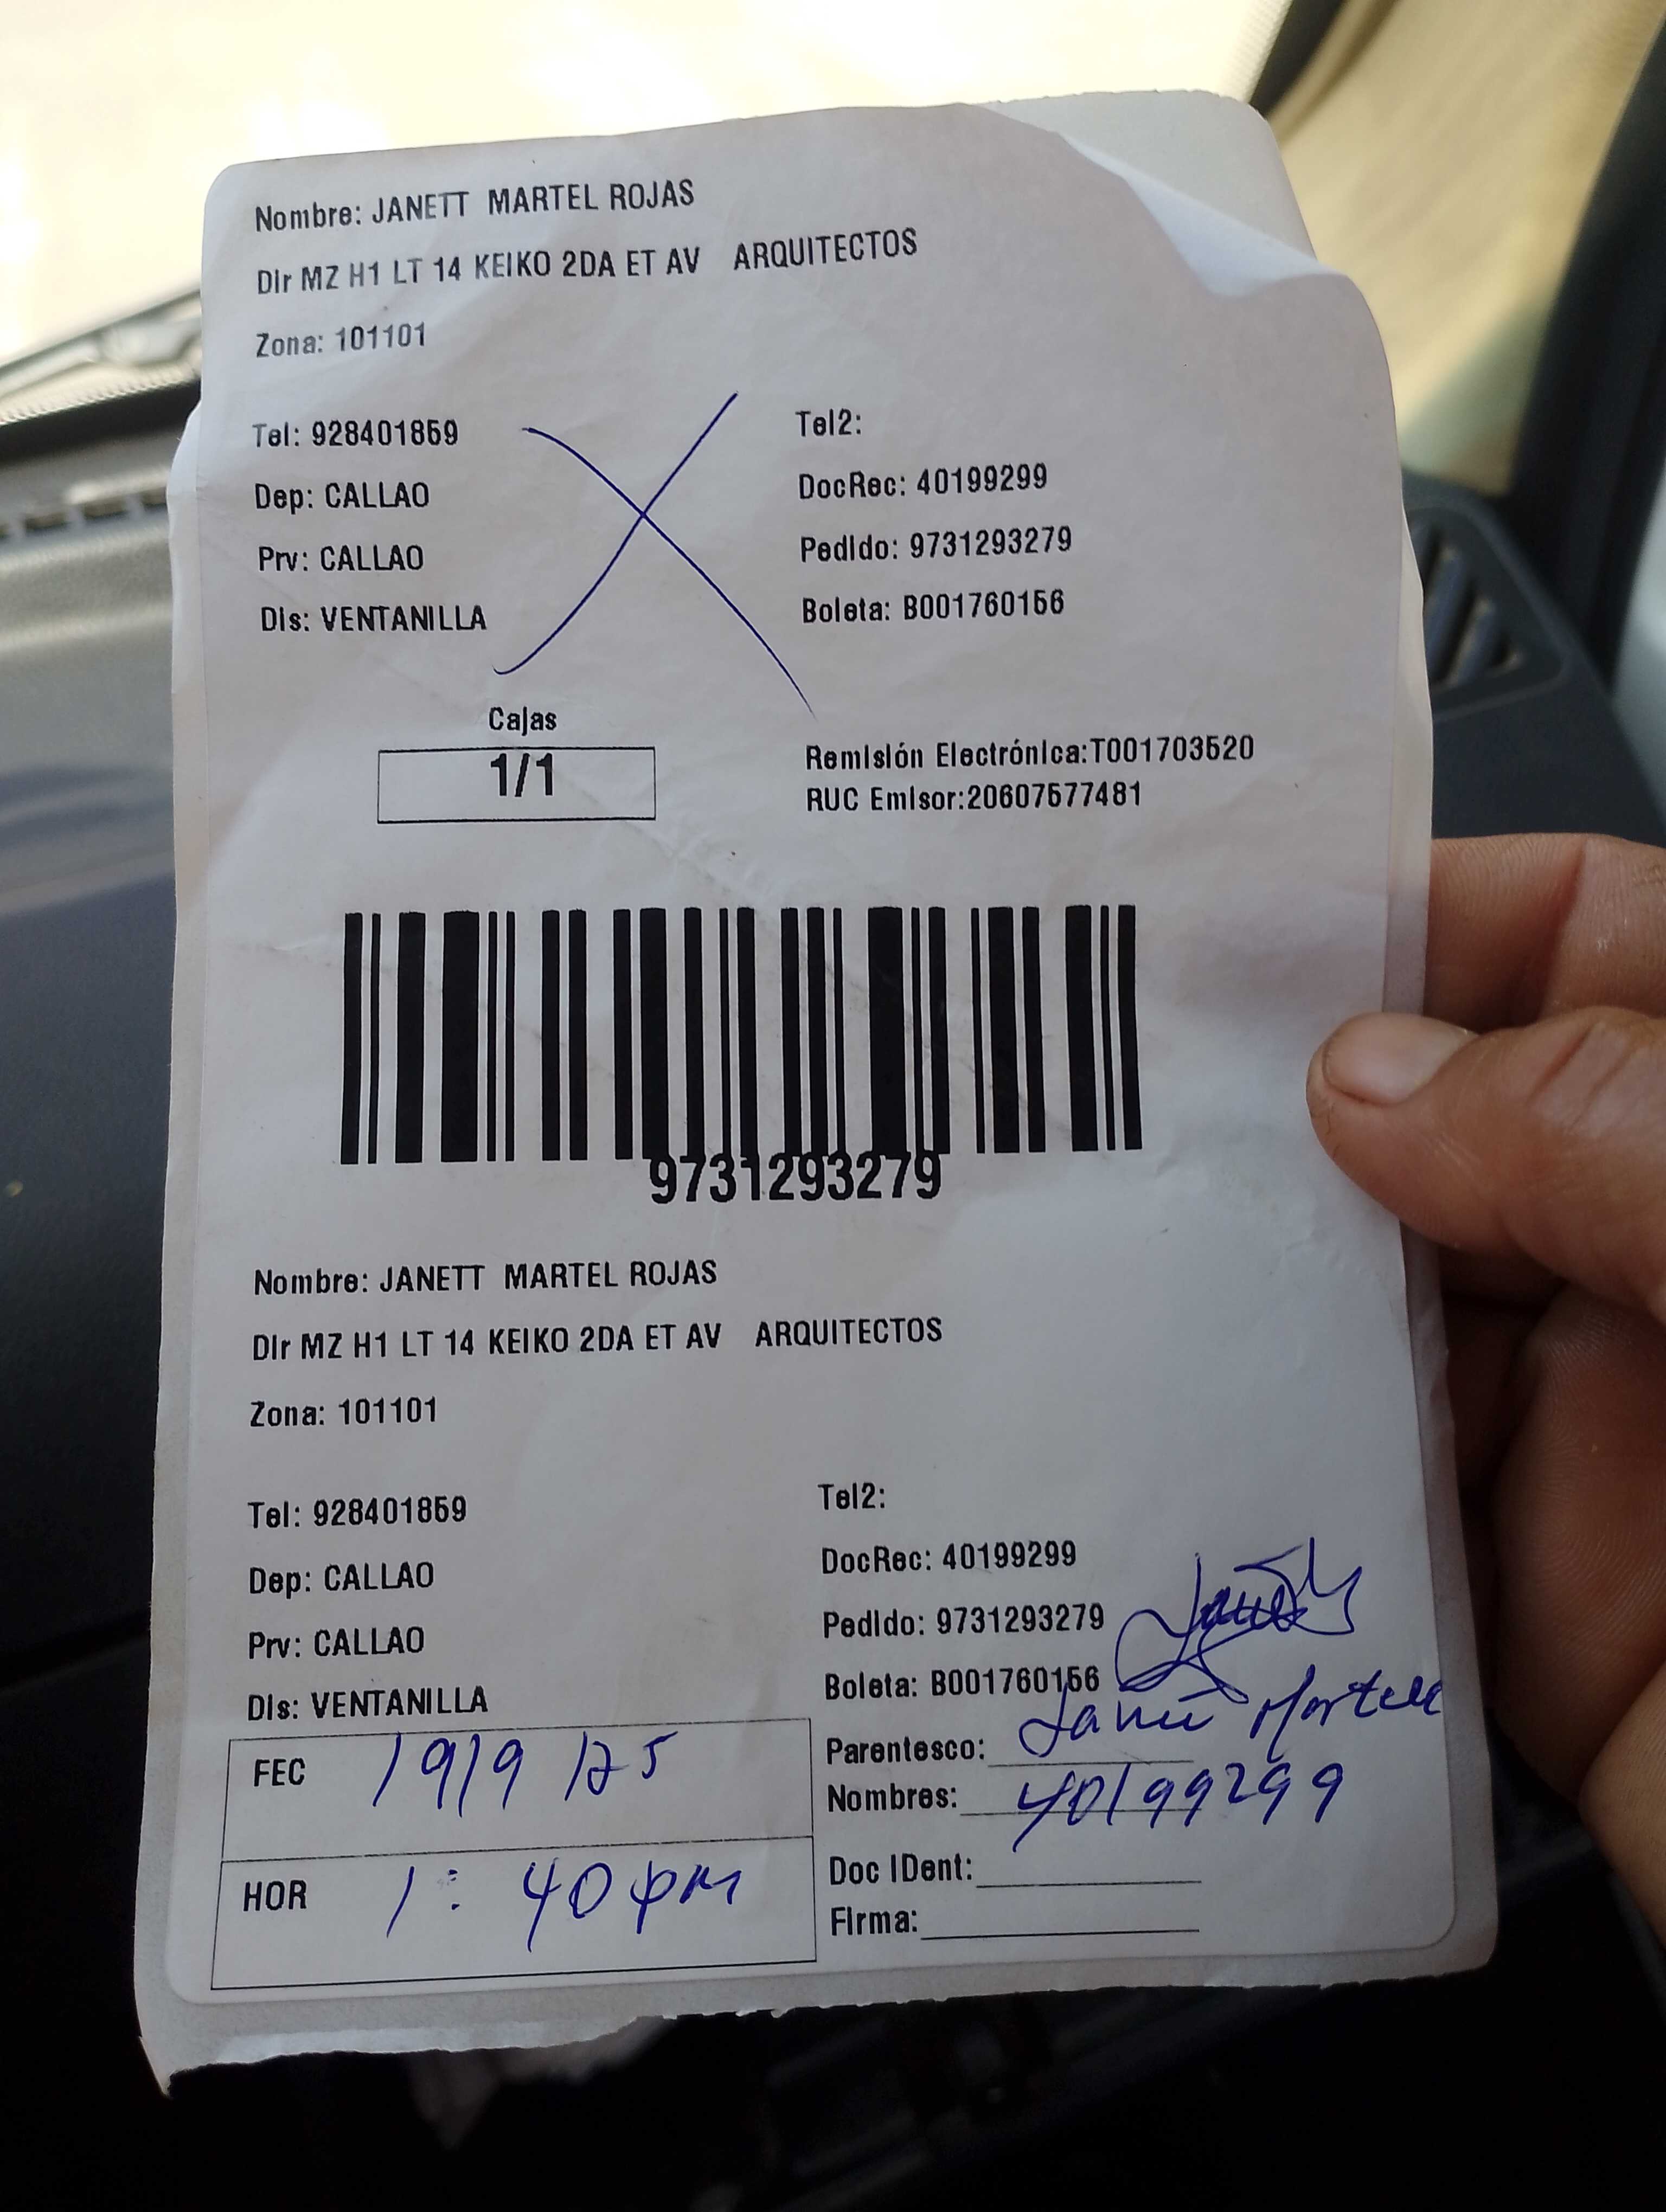 Nombre: JANETT MARTEL ROJAS
Dir MZ H1 LT 14 KEIKO 2DA ET AV ARQUITECTOS
Zona: 101101
Tel: 928401859
Tel2:
Dep: CALLAO
DocRec: 40199299
Prv: CALLAO
Pedido: 9731293279
Dis: VENTANILLA
Boleta: B001760156
Cajas
1/1
Remisión Electrónica:T001703520
RUC Emisor:20607577481
9731293279
Nombre: JANETT MARTEL ROJAS
Dir MZ H1 LT 14 KEIKO 2DA ET AV ARQUITECTOS
Zona: 101101
Tel: 928401859
Tel2:
Dep: CALLAO
DocRec: 40199299
Prv: CALLAO
Pedido: 9731293279
Dis: VENTANILLA
Boleta: B001760156
FEC 19/9/25
Parentesco: Martel
Nombres: 40199299
HOR 1:40 pm
Doc IDent:
Firma: